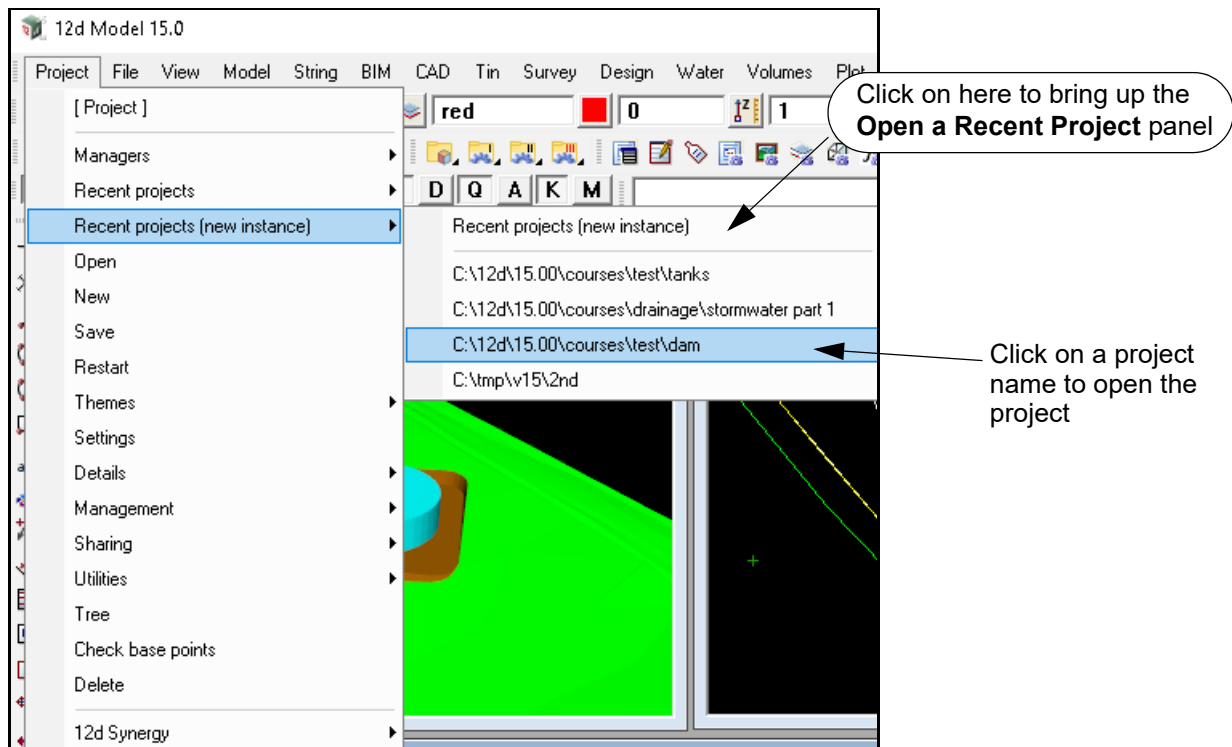 12d Model 15.0
Project File View Model String BIM CAD Tin Survey Design Water Volumes Plot
[ Project ]
red 0 1
Click on here to bring up the
Open a Recent Project panel
Managers
Recent projects
D Q A K M
Recent projects (new instance)
Recent projects (new instance)
Open
C:\12d\15.00\courses\test\tanks
New
C:\12d\15.00\courses\drainage\stormwater part 1
Save
C:\12d\15.00\courses\test\dam
Click on a project
name to open the
project
Restart
C:\tmp\v15\2nd
Themes
Settings
Details
Management
Sharing
Utilities
Tree
Check base points
Delete
12d Synergy